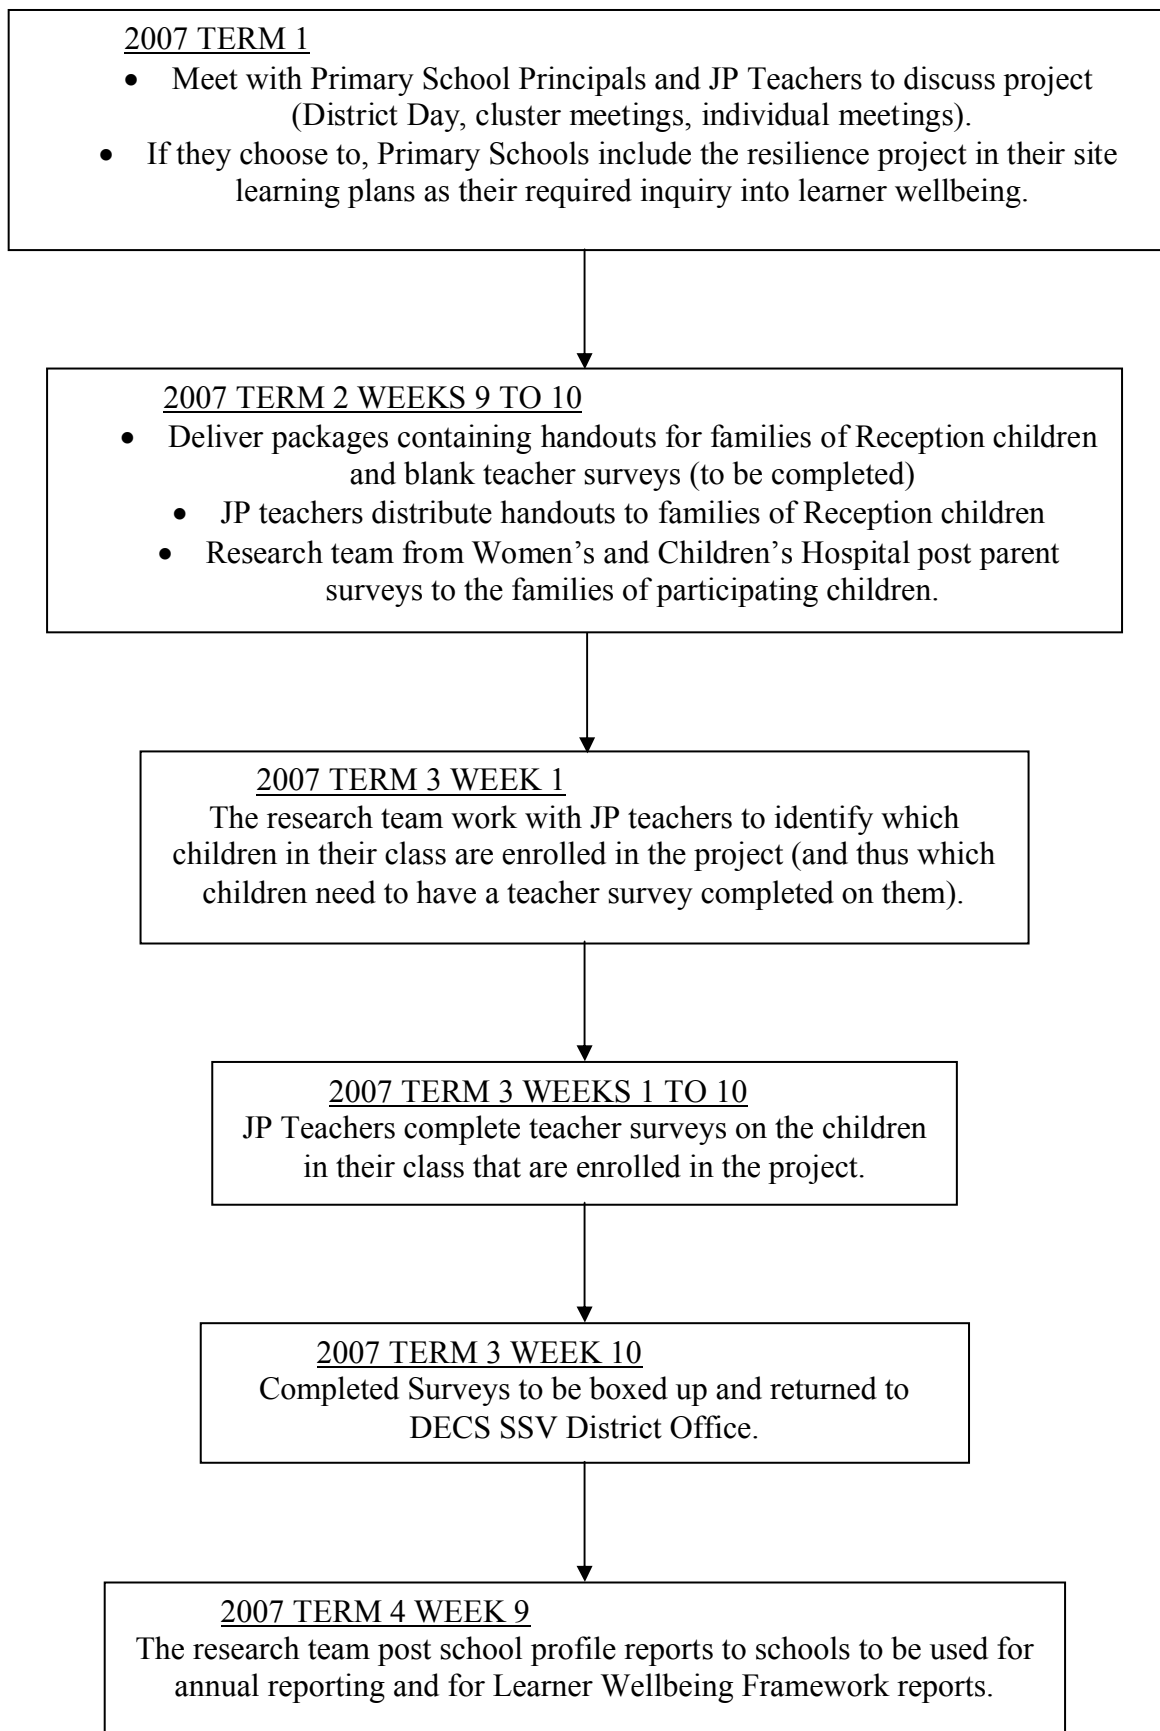 2007 TERM 1
• Meet with Primary School Principals and JP Teachers to discuss project
(District Day, cluster meetings, individual meetings).
• If they choose to, Primary Schools include the resilience project in their site
learning plans as their required inquiry into learner wellbeing.
2007 TERM 2 WEEKS 9 TO 10
• Deliver packages containing handouts for families of Reception children
and blank teacher surveys (to be completed)
• JP teachers distribute handouts to families of Reception children
• Research team from Women’s and Children’s Hospital post parent
surveys to the families of participating children.
2007 TERM 3 WEEK 1
The research team work with JP teachers to identify which
children in their class are enrolled in the project (and thus which
children need to have a teacher survey completed on them).
2007 TERM 3 WEEKS 1 TO 10
JP Teachers complete teacher surveys on the children
in their class that are enrolled in the project.
2007 TERM 3 WEEK 10
Completed Surveys to be boxed up and returned to
DECS SSV District Office.
2007 TERM 4 WEEK 9
The research team post school profile reports to schools to be used for
annual reporting and for Learner Wellbeing Framework reports.